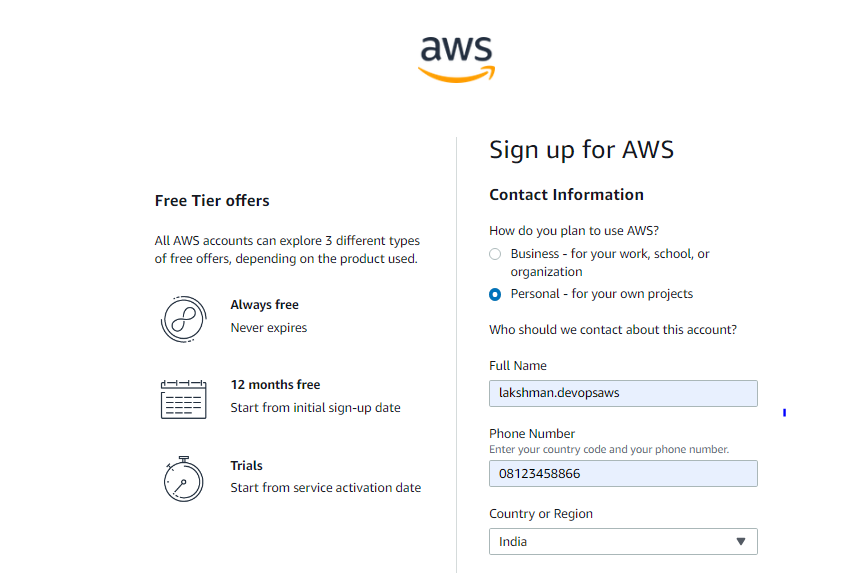 aws
Sign up for AWS
Free Tier offers
All AWS accounts can explore 3 different types
of free offers, depending on the product used.
Always free
Never expires
12 months free
Start from initial sign-up date
Trials
Start from service activation date
Contact Information
How do you plan to use AWS?
Business - for your work, school, or
organization
Personal - for your own projects
Who should we contact about this account?
Full Name
lakshman.devopsaws
Phone Number
Enter your country code and your phone number.
08123458866
Country or Region
India